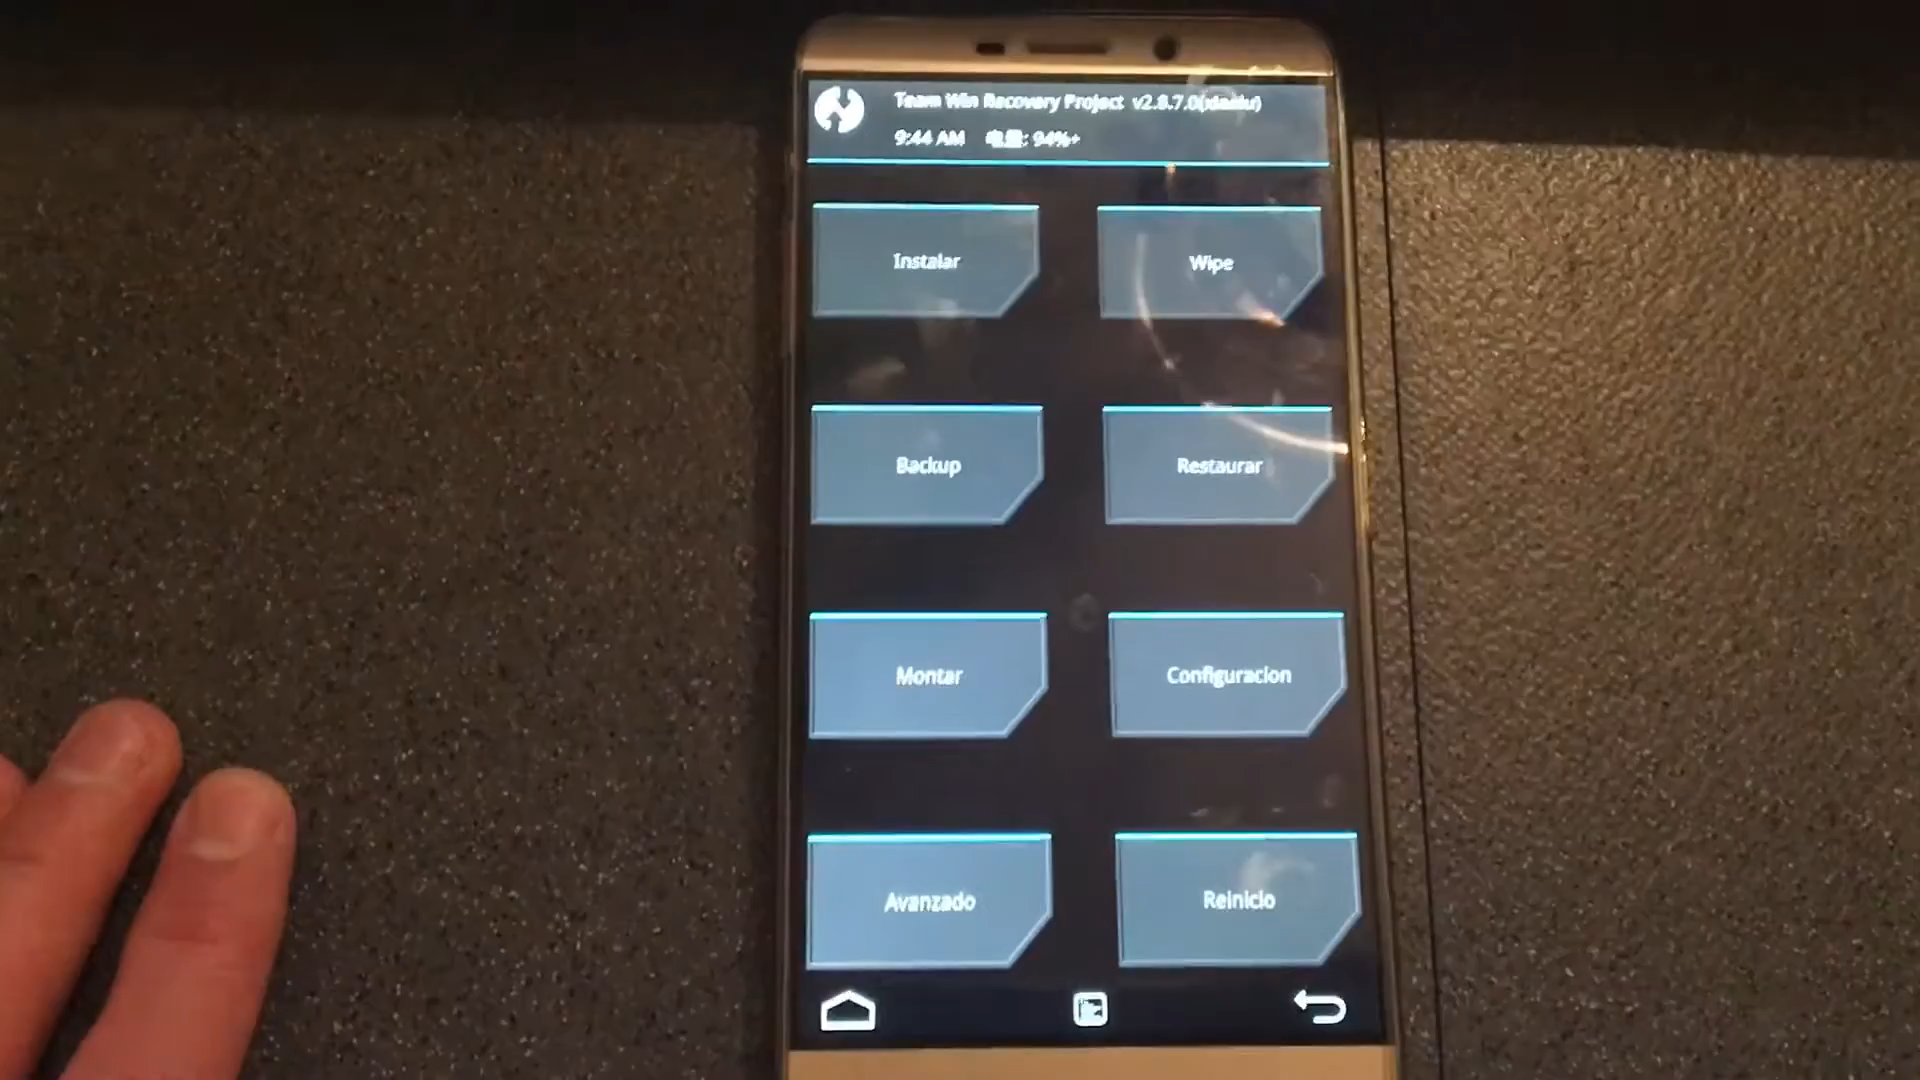 Team Win Recovery Project v2.8.7.0
9:44 AM 电量: 94%+
Instalar
Wipe
Backup
Restaurar
Montar
Configuracion
Avanzado
Reinicio